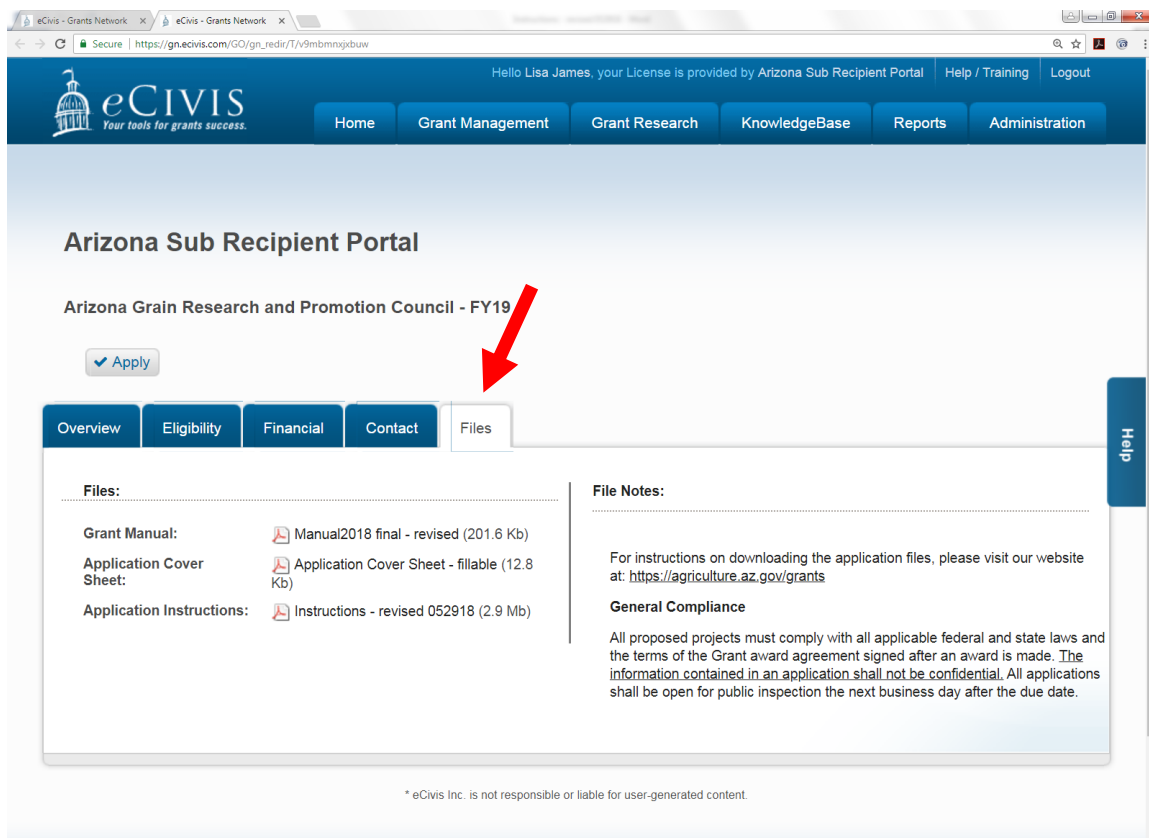 eCivis - Grants Network
eCivis - Grants Network
Secure https://gn.ecivis.com/GO/gn_redir/T/v9mbmnxjxbuw
Hello Lisa James, your License is provided by Arizona Sub Recipient Portal Help / Training Logout
eCIVIS
Your tools for grants success.
Home Grant Management Grant Research KnowledgeBase Reports Administration
Arizona Sub Recipient Portal
Arizona Grain Research and Promotion Council - FY19
Apply
Overview Eligibility Financial Contact Files
Help
Files:
Grant Manual: Manual2018 final - revised (201.6 Kb)
Application Cover Sheet: Application Cover Sheet - fillable (12.8 Kb)
Application Instructions: Instructions - revised 052918 (2.9 Mb)
File Notes:
For instructions on downloading the application files, please visit our website
at: https://agriculture.az.gov/grants
General Compliance
All proposed projects must comply with all applicable federal and state laws and
the terms of the Grant award agreement signed after an award is made. The
information contained in an application shall not be confidential. All applications
shall be open for public inspection the next business day after the due date.
* eCivis Inc. is not responsible or liable for user-generated content.